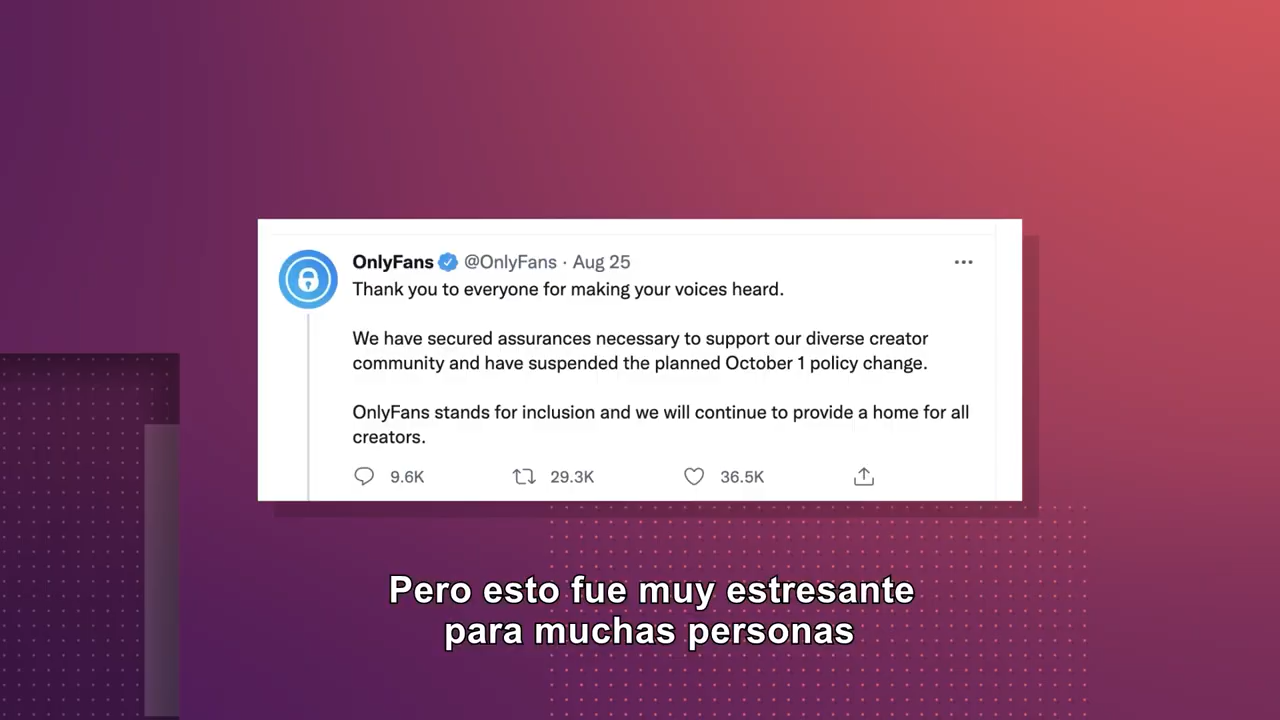 OnlyFans @OnlyFans · Aug 25
Thank you to everyone for making your voices heard.
We have secured assurances necessary to support our diverse creator
community and have suspended the planned October 1 policy change.
OnlyFans stands for inclusion and we will continue to provide a home for all
creators.
9.6K 29.3K 36.5K
Pero esto fue muy estresante
para muchas personas